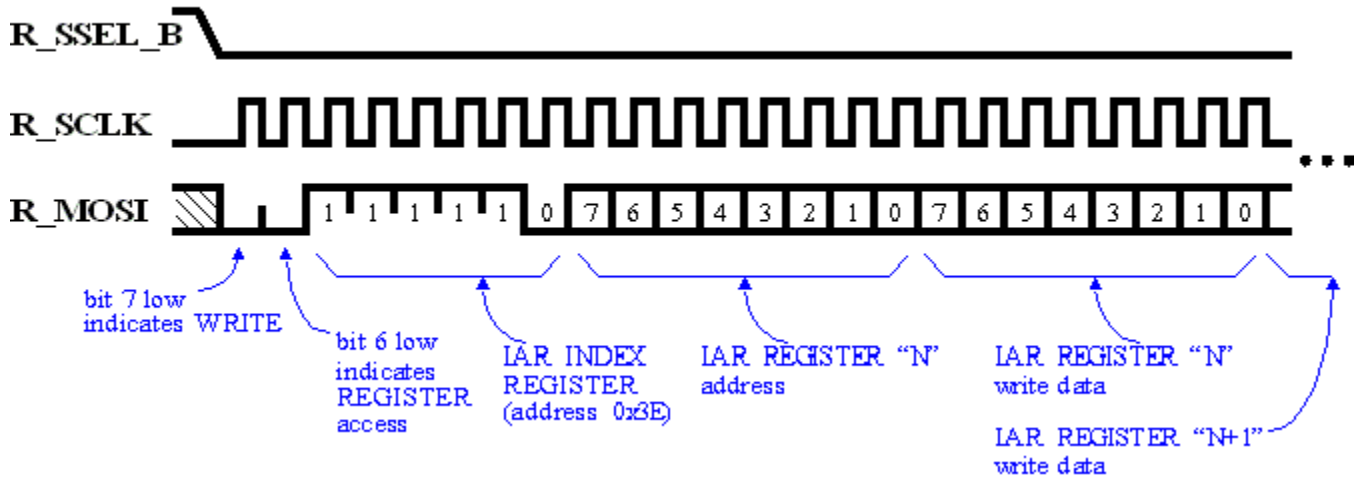 R_SSEL_B
R_SCLK
R_MOSI
1 1 1 1 1 0 7 6 5 4 3 2 1 0 7 6 5 4 3 2 1 0
bit 7 low
indicates WRITE
bit 6 low
indicates
REGISTER
access
IAR INDEX
REGISTER
(address 0x3E)
IAR REGISTER “N”
address
IAR REGISTER “N”
write data
IAR REGISTER “N+1”
write data